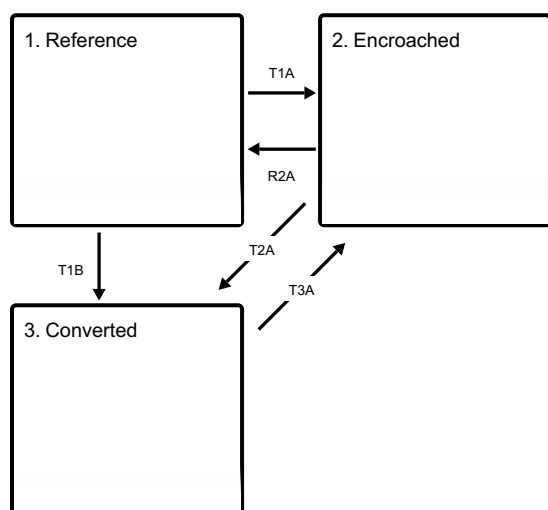 1. Reference
2. Encroached
T1A
R2A
T2A
T1B
T3A
3. Converted